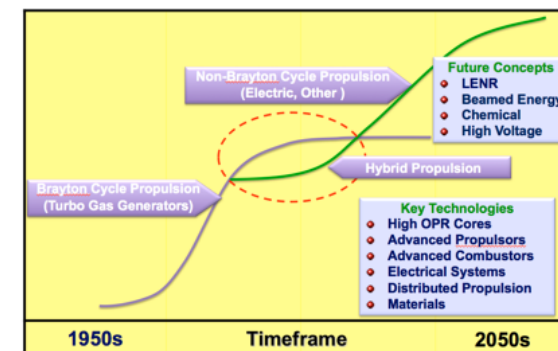 Non-Brayton Cycle Propulsion
(Electric, Other )
Future Concepts
LENR
Beamed Energy
Chemical
High Voltage
Hybrid Propulsion
Brayton Cycle Propulsion
(Turbo Gas Generators)
Key Technologies
High OPR Cores
Advanced Propulsors
Advanced Combustors
Electrical Systems
Distributed Propulsion
Materials
1950s
Timeframe
2050s